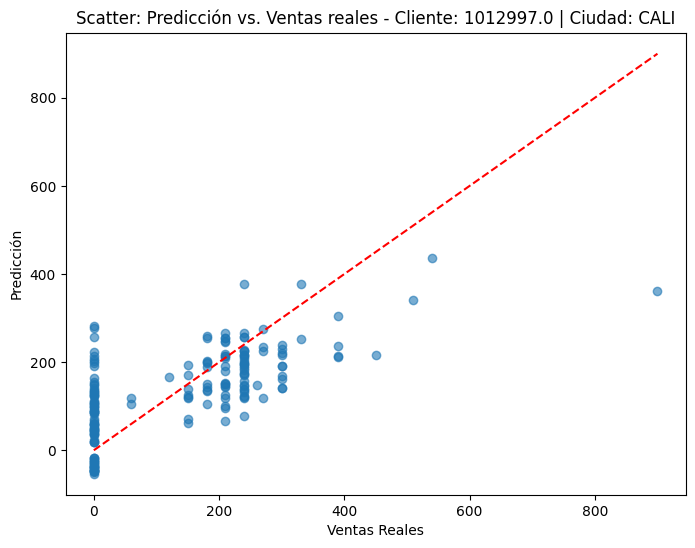 Scatter: Predicción vs. Ventas reales - Cliente: 1012997.0 | Ciudad: CALI
800
600
400
200
0
Predicción
0 200 400 600 800
Ventas Reales